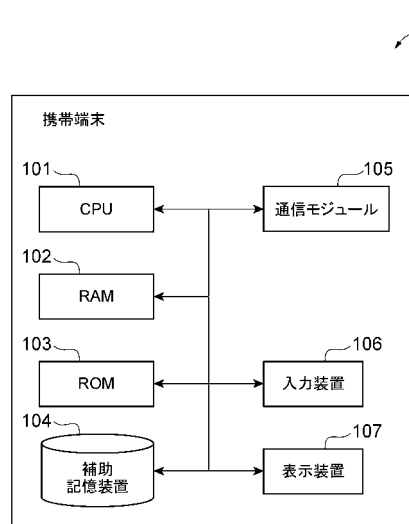 携帯端末
101
CPU
105
通信モジュール
102
RAM
103
ROM
106
入力装置
104
補助
記憶装置
107
表示装置